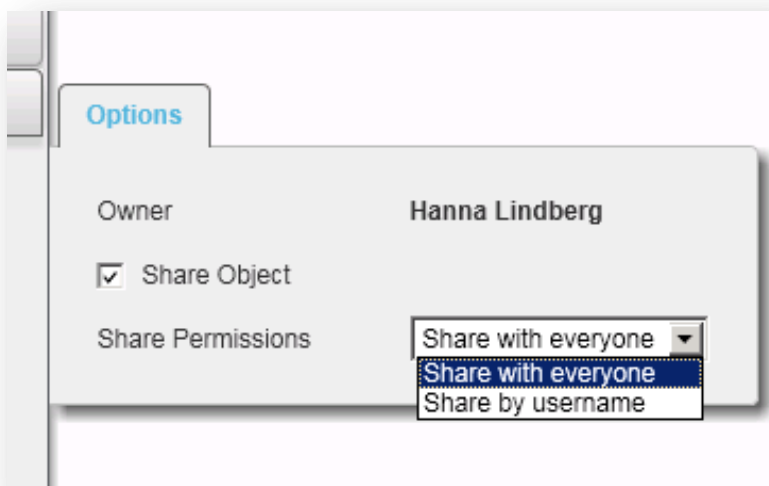 Options
Owner Hanna Lindberg
Share Object
Share Permissions Share with everyone
Share with everyone
Share by username